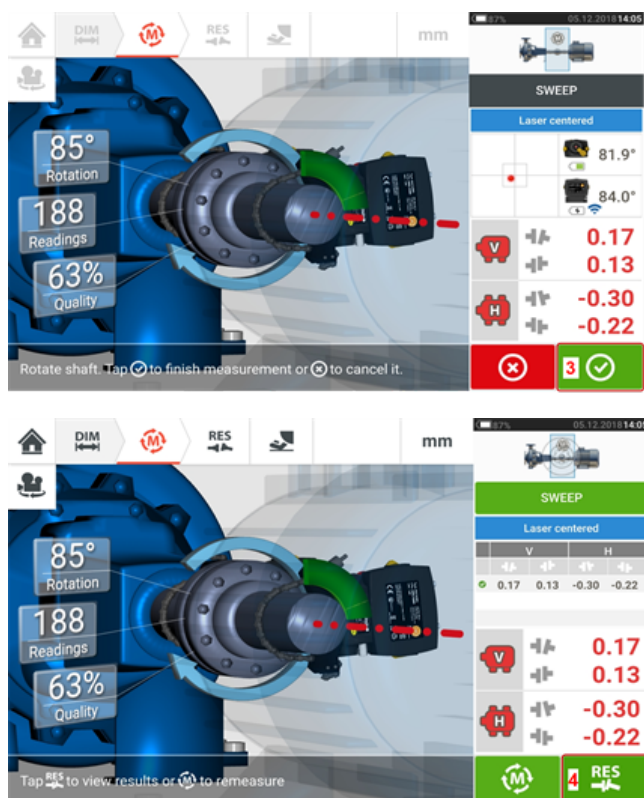 DIM
M
RES
mm
87%
05.12.2018 14:05
M
SWEEP
Laser centered
85°
Rotation
81.9°
188
Readings
84.0°
63%
Quality
V
0.17
0.13
H
-0.30
-0.22
Rotate shaft. Tap to finish measurement or to cancel it.
3
DIM
M
RES
mm
87%
05.12.2018 14:05
SWEEP
Laser centered
V H
0.17 0.13 -0.30 -0.22
85°
Rotation
188
Readings
63%
Quality
V
0.17
0.13
H
-0.30
-0.22
Tap RES to view results or M to remeasure
M
4 RES